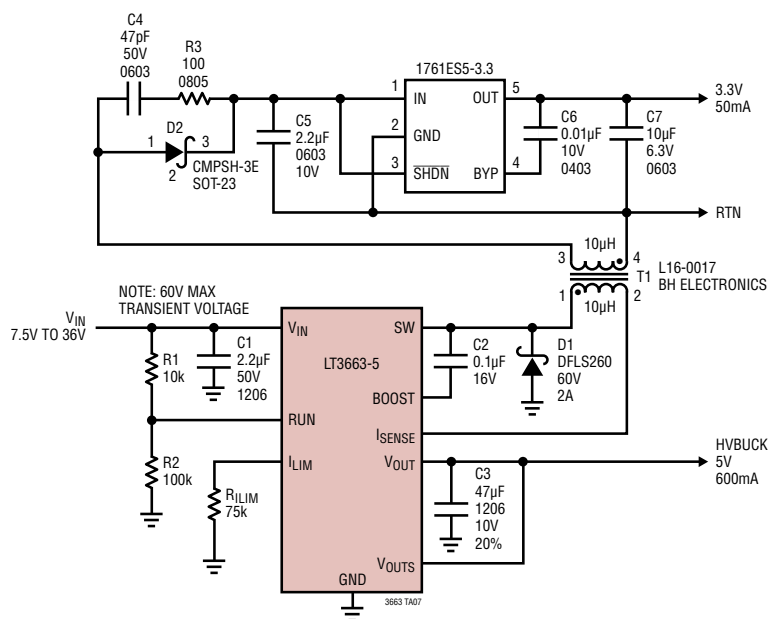 C4
47pF
50V
0603
R3
100
0805
1 D2 3
2
CMPSH-3E
SOT-23
C5
2.2µF
0603
10V
1761ES5-3.3
1 IN OUT 5
2 GND
3 SHDN BYP 4
C6
0.01µF
10V
0403
C7
10µF
6.3V
0603
3.3V
50mA
RTN
3 10µH 4
T1
1 10µH 2
L16-0017
BH ELECTRONICS
NOTE: 60V MAX
TRANSIENT VOLTAGE
VIN
7.5V TO 36V
R1
10k
C1
2.2µF
50V
1206
R2
100k
RILIM
75k
LT3663-5
VIN SW
BOOST
RUN
ISENSE
ILIM VOUT
VOUTS
GND
C2
0.1µF
16V
D1
DFLS260
60V
2A
C3
47µF
1206
10V
20%
HVBUCK
5V
600mA
3663 TA07